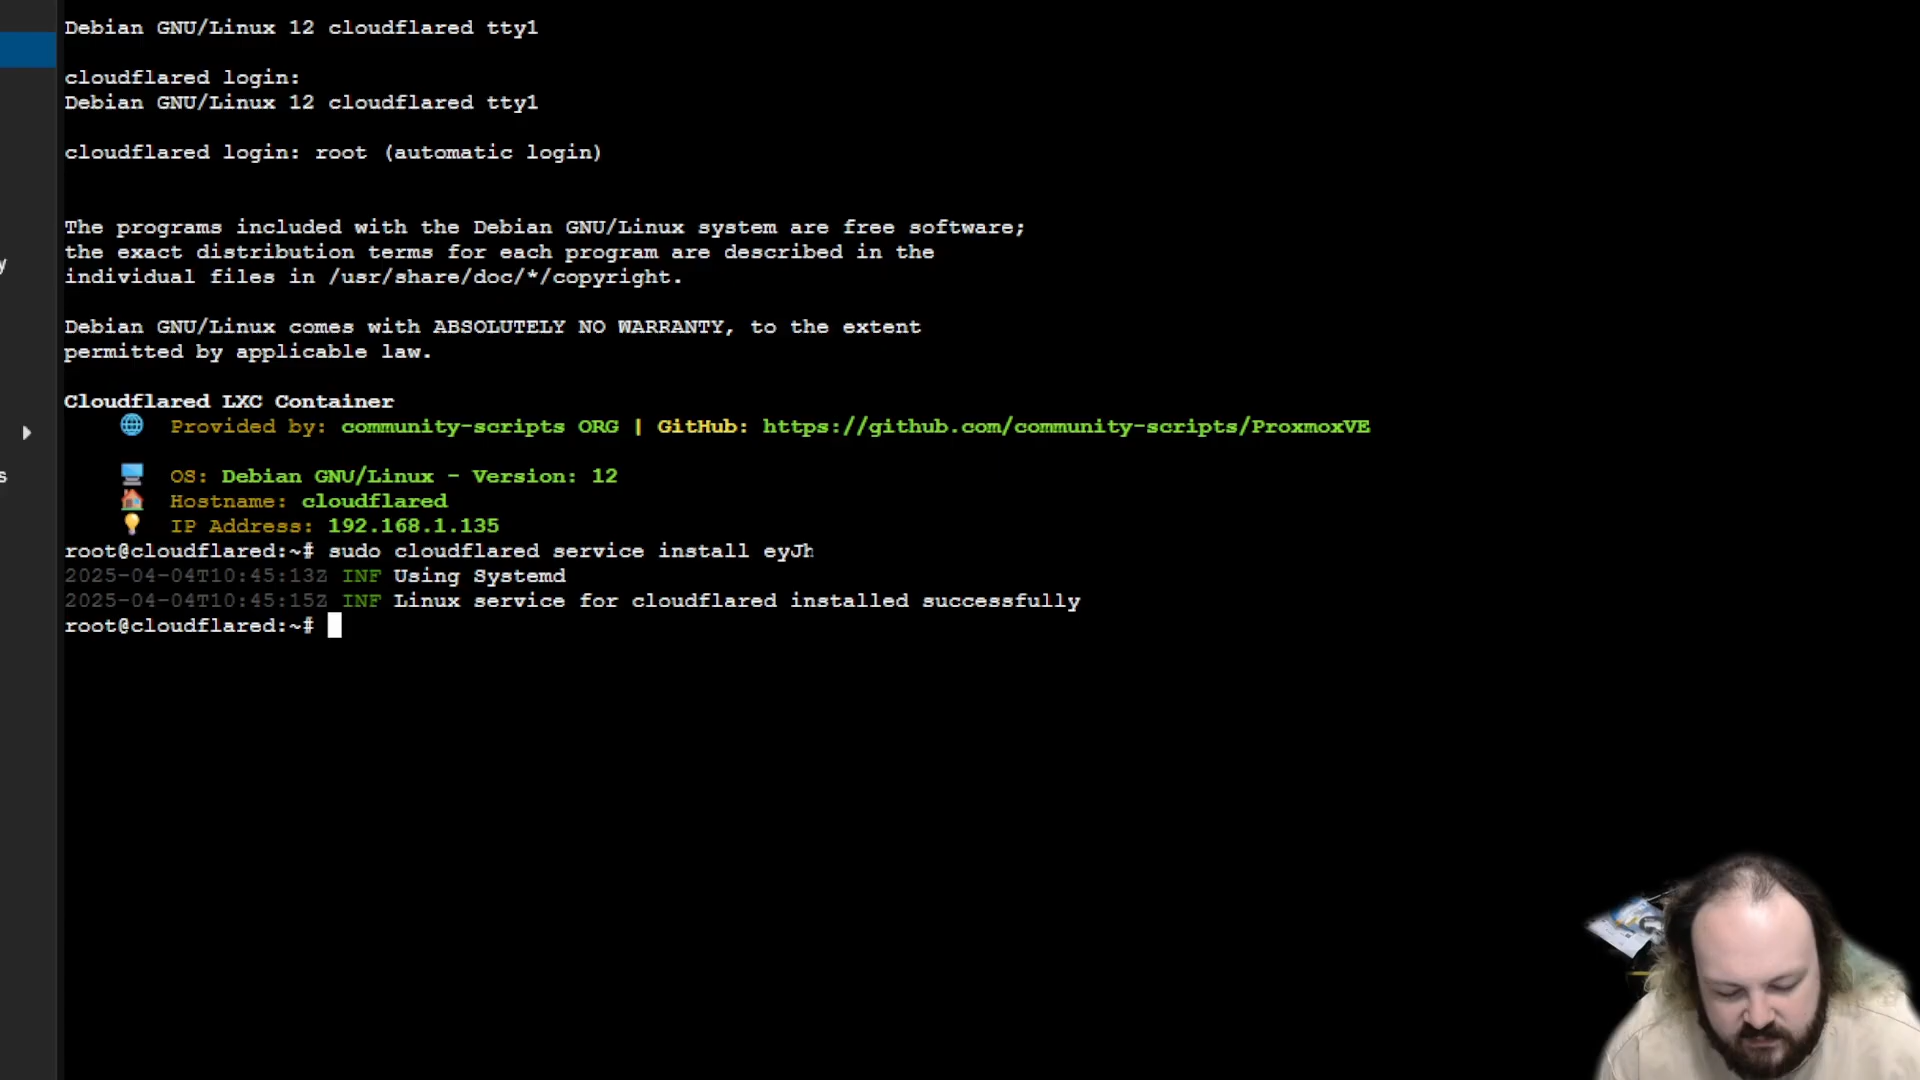 Debian GNU/Linux 12 cloudflared tty1
cloudflared login:
Debian GNU/Linux 12 cloudflared tty1
cloudflared login: root (automatic login)
The programs included with the Debian GNU/Linux system are free software;
the exact distribution terms for each program are described in the
individual files in /usr/share/doc/*/copyright.
Debian GNU/Linux comes with ABSOLUTELY NO WARRANTY, to the extent
permitted by applicable law.
Cloudflared LXC Container
Provided by: community-scripts ORG | GitHub: https://github.com/community-scripts/ProxmoxVE
OS: Debian GNU/Linux - Version: 12
Hostname: cloudflared
IP Address: 192.168.1.135
root@cloudflared:~# sudo cloudflared service install eyJh
2025-04-04T10:45:13Z INF Using Systemd
2025-04-04T10:45:15Z INF Linux service for cloudflared installed successfully
root@cloudflared:~#